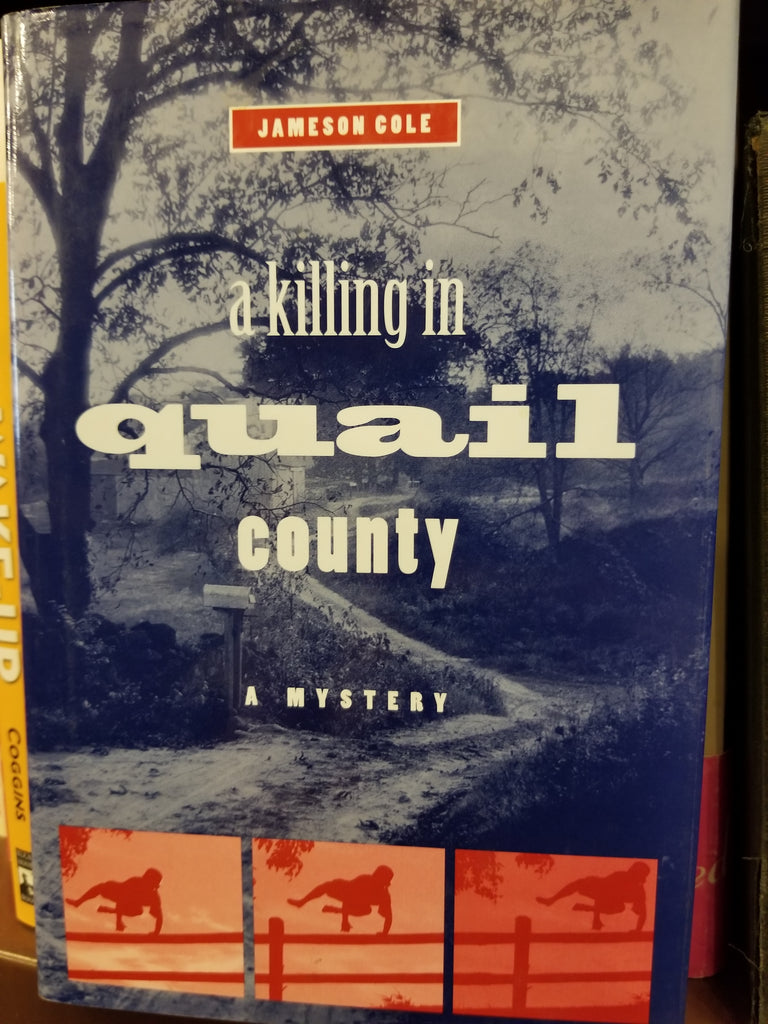 JAMESON COLE
a killing in
quail
county
A MYSTERY
COGGINS